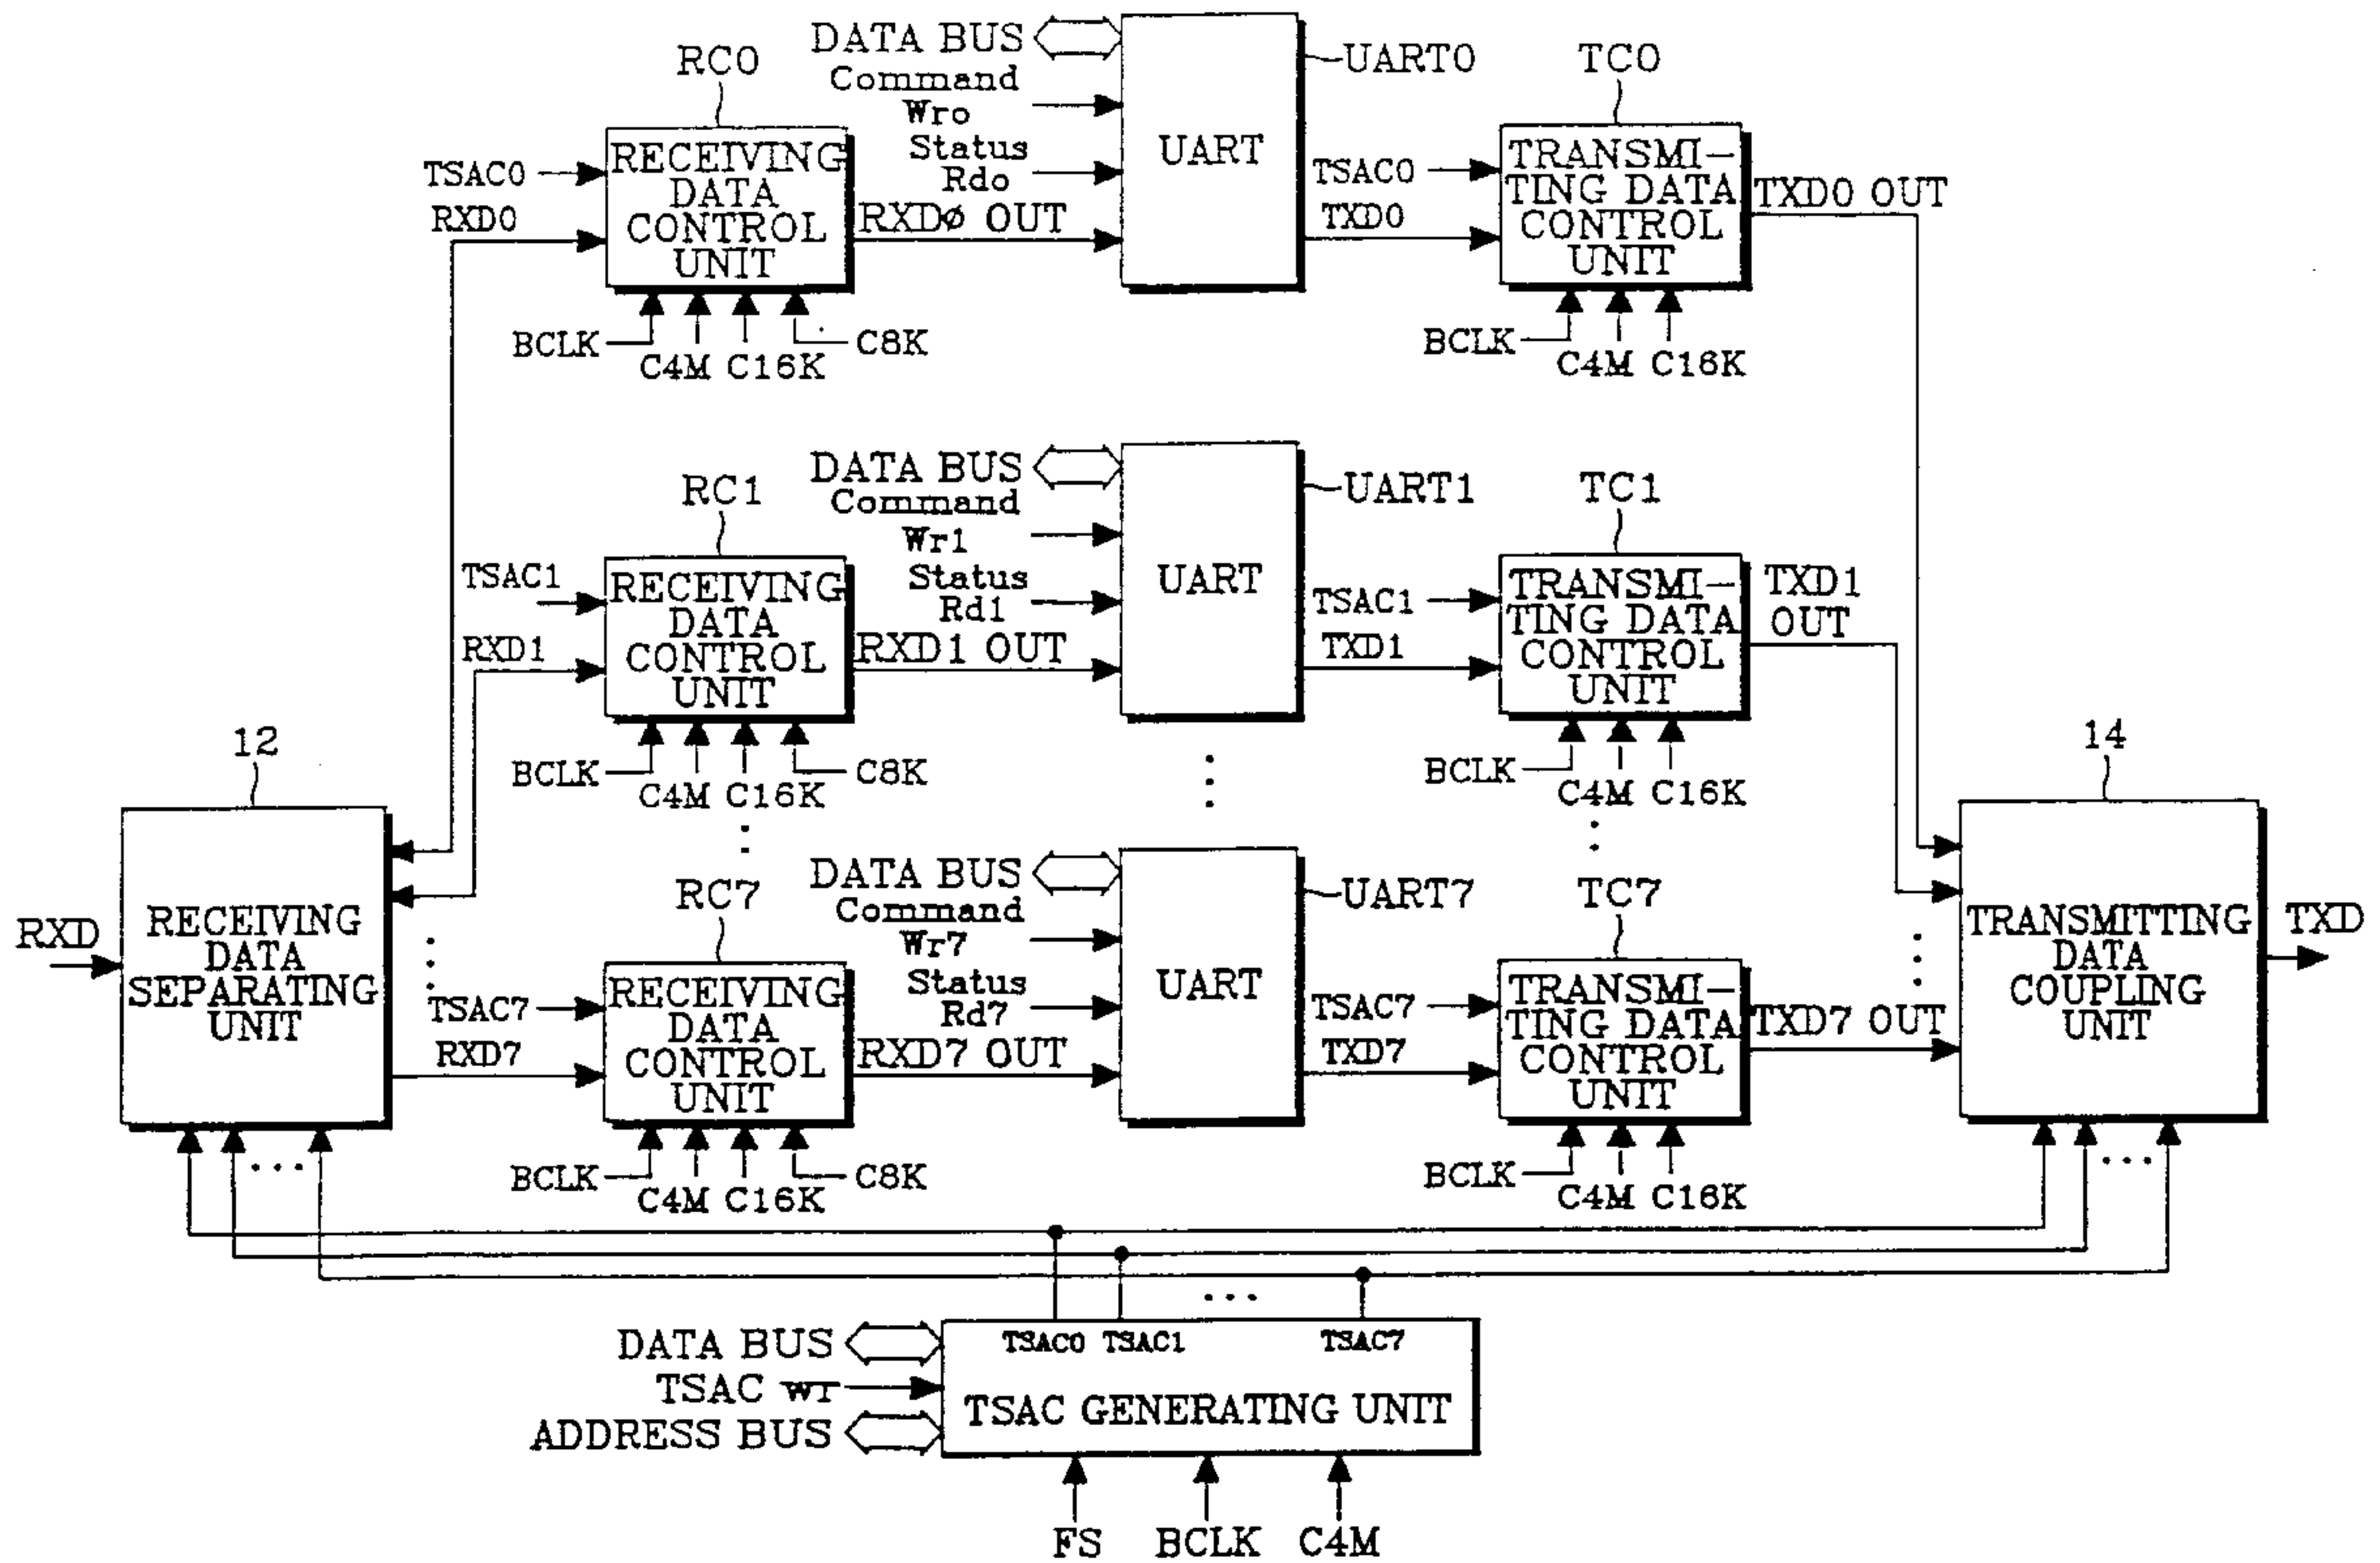 DATA BUS
Command
Wro
Status
Rdo
UART
UART0
RC0
TSAC0
RXD0
RECEIVING
DATA
CONTROL
UNIT
RXDØ OUT
BCLK
C4M
C16K
C8K
TC0
TSAC0
TXD0
TRANSMI-
TING DATA
CONTROL
UNIT
TXD0 OUT
BCLK
C4M
C16K
DATA BUS
Command
Wr1
Status
Rd1
UART
UART1
RC1
TSAC1
RXD1
RECEIVING
DATA
CONTROL
UNIT
RXD1 OUT
BCLK
C4M
C16K
C8K
TC1
TSAC1
TXD1
TRANSMI-
TING DATA
CONTROL
UNIT
TXD1
OUT
BCLK
C4M
C16K
12
RXD
RECEIVING
DATA
SEPARATING
UNIT
DATA BUS
Command
Wr7
Status
Rd7
UART
UART7
RC7
TSAC7
RXD7
RECEIVING
DATA
CONTROL
UNIT
RXD7 OUT
BCLK
C4M
C16K
C8K
TC7
TSAC7
TXD7
TRANSMI-
TING DATA
CONTROL
UNIT
TXD7 OUT
BCLK
C4M
C16K
14
TRANSMITTING
DATA
COUPLING
UNIT
TXD
TSAC0
TSAC1
TSAC7
DATA BUS
TSAC wr
ADDRESS BUS
TSAC GENERATING UNIT
FS
BCLK
C4M